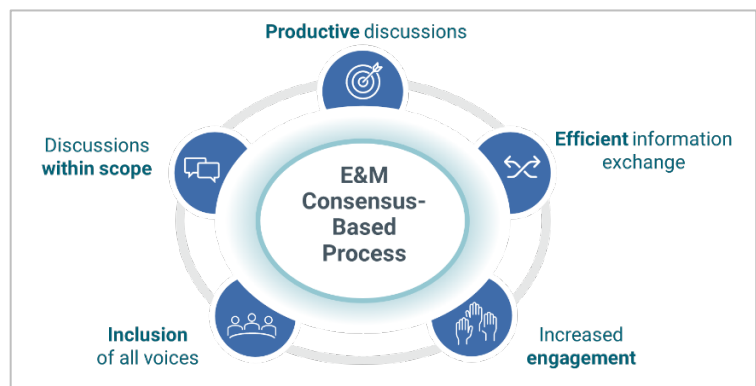 Productive discussions
Discussions
within scope
Efficient information
exchange
E&M
Consensus-
Based
Process
Inclusion
of all voices
Increased
engagement